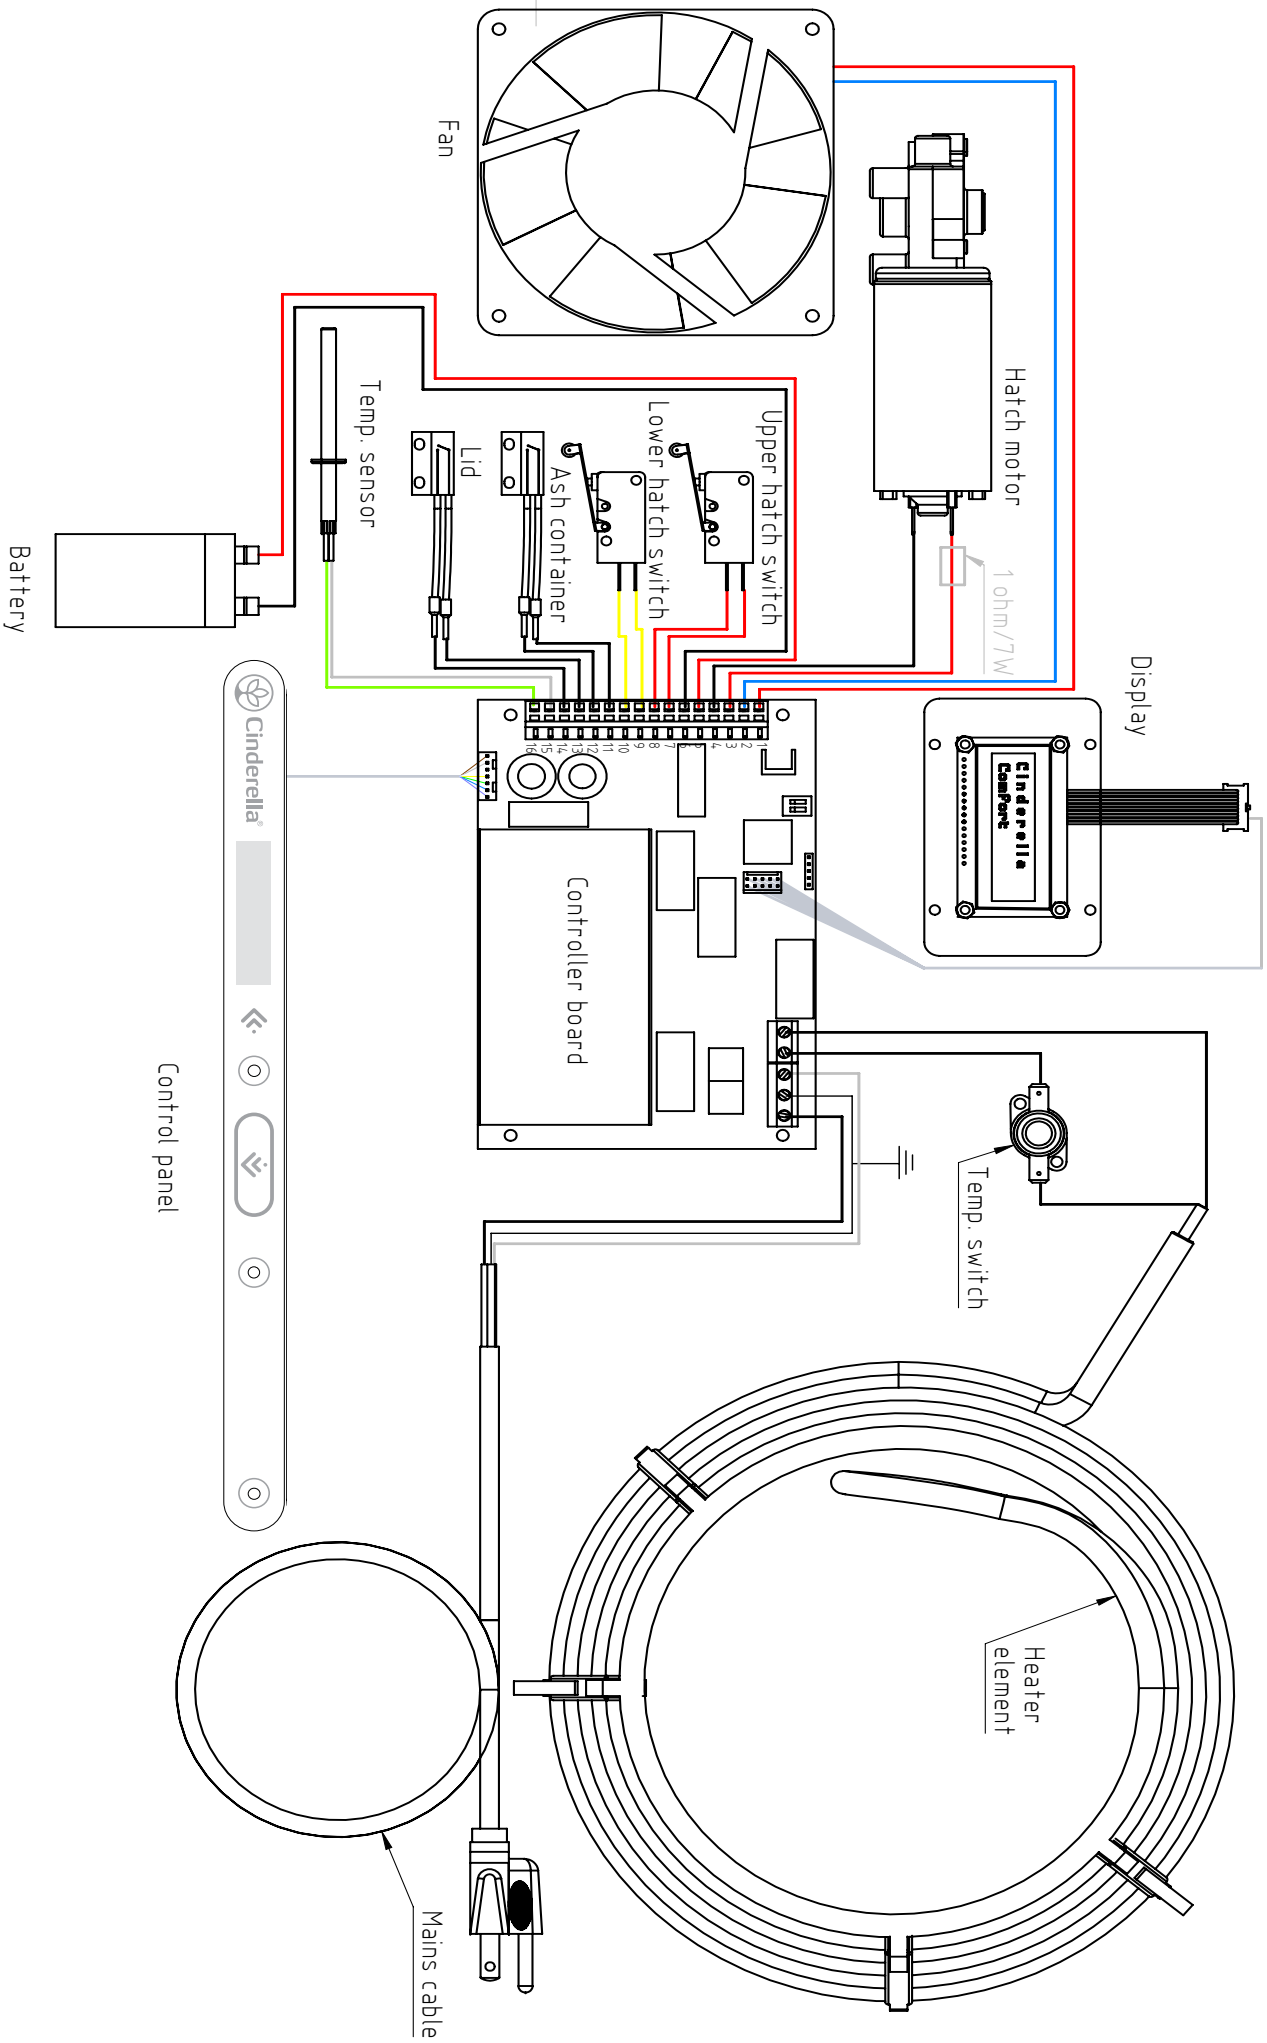 Fan
Hatch motor
1 ohm/7W
Display
Cinderella
Comfort
Upper hatch switch
Lower hatch switch
Ash container
Lid
Temp. sensor
Battery
1
2
3
4
5
6
7
8
9
10
11
12
13
14
15
16
Controller board
Cinderella®
Control panel
Temp. switch
Heater
element
Mains cable